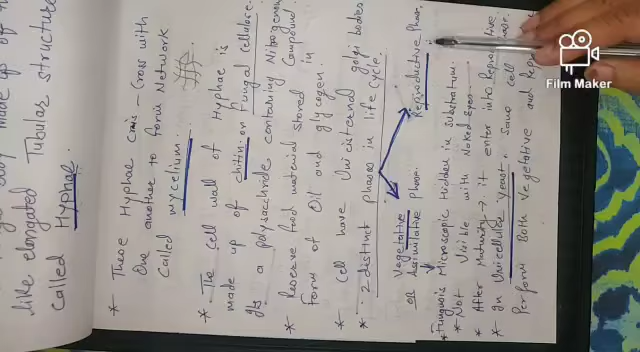 like elongated Tubular structure
Called Hyphae.
* These Hyphae Cris-Cross with
One another to form Network
Called mycelium.
* The cell wall of Hyphae is
made up of chitin or Fungal cellulose.
a polysaccharide containing Nitrogenous
Compound.
* Reserve food material stored in
form of Oil and glycogen
* Cell have Unicisternal golgi bodies
* 2 distinct phases in life cycle.
Vegetative Reproductive Phase.
or
Assimilative phase.
* Fungus is Microscopic Hidden in substratum.
* Not Visible with Naked Eyes.
* After Maturity → it enter into Reproductive
* In Unicellular yeast, same cell
Perform Both Vegetative and
Film Maker